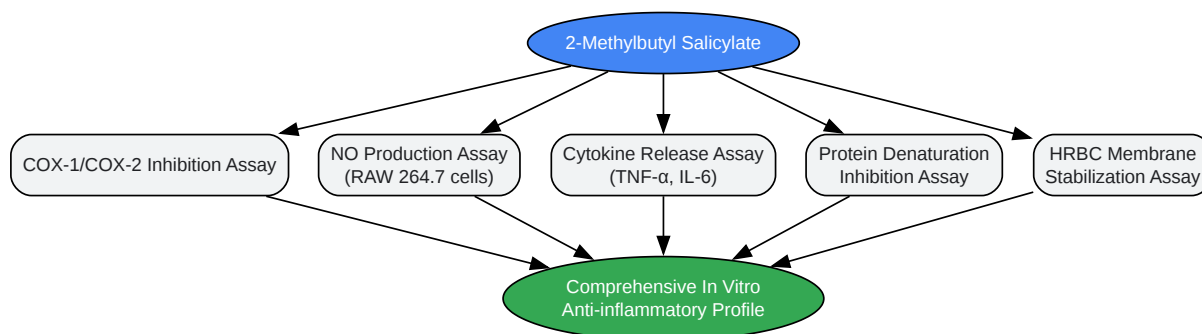 2-Methylbutyl Salicylate
COX-1/COX-2 Inhibition Assay
NO Production Assay
(RAW 264.7 cells)
Cytokine Release Assay
(TNF-α, IL-6)
Protein Denaturation
Inhibition Assay
HRBC Membrane
Stabilization Assay
Comprehensive In Vitro
Anti-inflammatory Profile